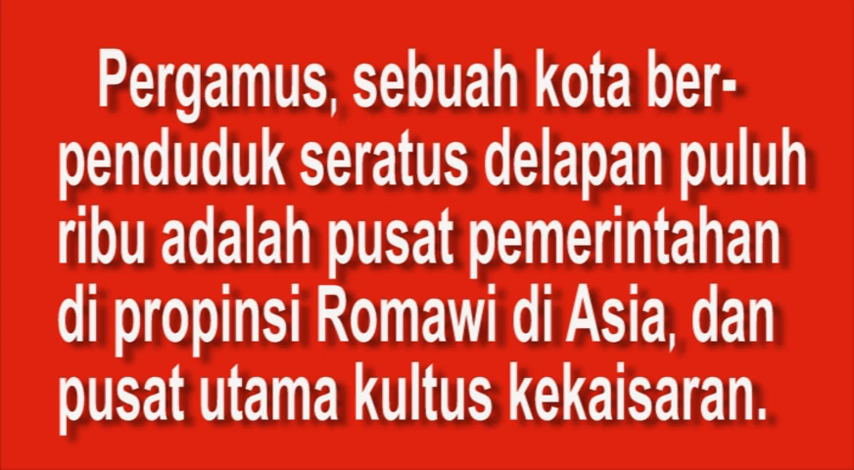 Pergamus, sebuah kota ber-
penduduk seratus delapan puluh
ribu adalah pusat pemerintahan
di propinsi Romawi di Asia, dan
pusat utama kultus kekaisaran.